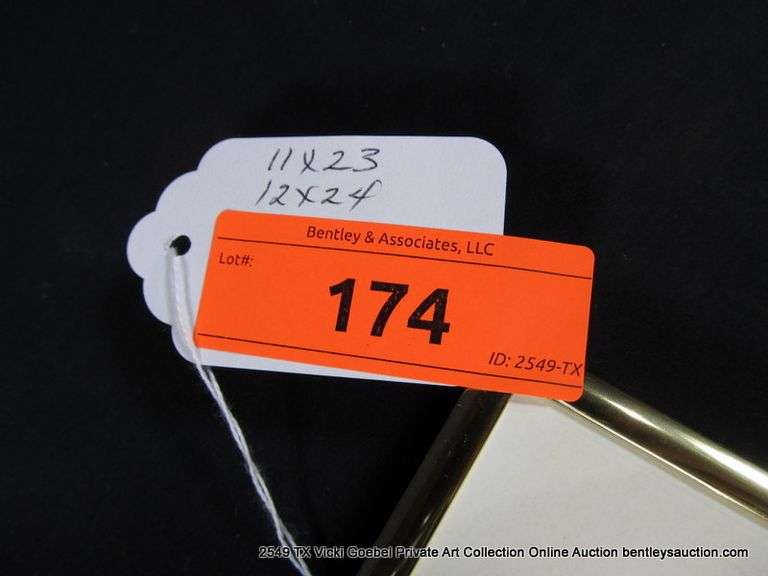 11x23
12x24
Bentley & Associates, LLC
Lot#:
174
ID: 2549-TX
2549 TX Vicki Goebel Private Art Collection Online Auction bentleysauction.com